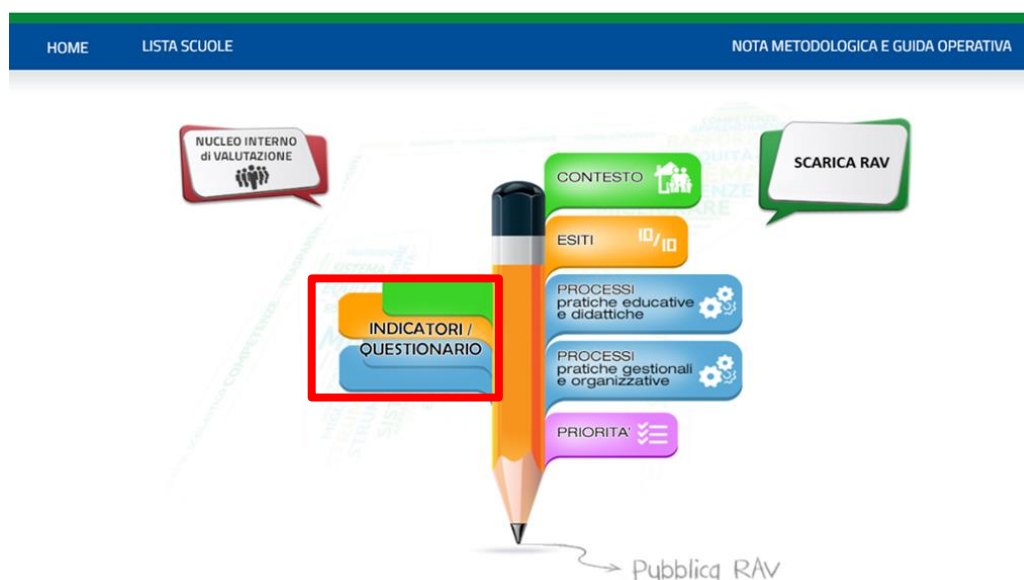 HOME
LISTA SCUOLE
NOTA METODOLOGICA E GUIDA OPERATIVA
NUCLEO INTERNO
di VALUTAZIONE
SCARICA RAV
CONTESTO
ESITI 10/10
INDICATORI /
QUESTIONARIO
PROCESSI
pratiche educative
e didattiche
PROCESSI
pratiche gestionali
e organizzative
PRIORITA'
Pubblica RAV